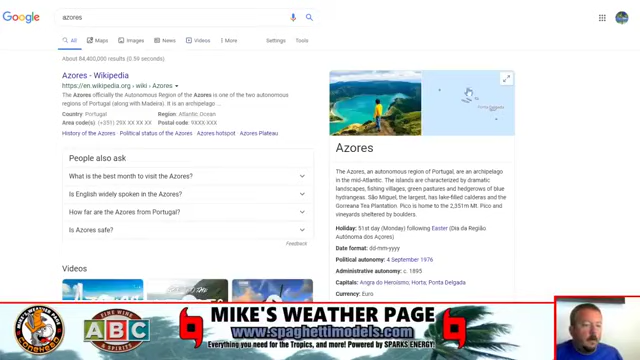 Google
azores
All Maps Images News Videos More Settings Tools
About 84,400,000 results (0.59 seconds)
Azores - Wikipedia
https://en.wikipedia.org › wiki › Azores
The Azores officially the Autonomous Region of the Azores is one of the two autonomous
regions of Portugal (along with Madeira). It is an archipelago ...
Country: Portugal Region: Atlantic Ocean
Area code(s): (+351) 29X XX XX XX Postal code: 9XXX-XXX
History of the Azores · Political status of the Azores · Azores hotspot · Azores Plateau
People also ask
What is the best month to visit the Azores?
Is English widely spoken in the Azores?
How far are the Azores from Portugal?
Is Azores safe?
Feedback
Videos
Ponta Delgada
Azores
The Azores, an autonomous region of Portugal, are an archipelago
in the mid-Atlantic. The islands are characterized by dramatic
landscapes, fishing villages, green pastures and hedgerows of blue
hydrangeas. São Miguel, the largest, has lake-filled calderas and the
Gorreana Tea Plantation. Pico is home to the 2,351m Mt. Pico and
vineyards sheltered by boulders.
Holiday: 51st day (Monday) following Easter (Dia da Região
Autónoma dos Açores)
Date format: dd-mm-yyyy
Political autonomy: 4 September 1976
Administrative autonomy: c. 1895
Capitals: Angra do Heroísmo; Horta; Ponta Delgada
Currency: Euro
CONEHEAD
FINE WINE
ABC
& SPIRITS
MIKE'S WEATHER PAGE
www.spaghettimodels.com
Everything you need for the Tropics, and more! Powered by SPARKS ENERGY!